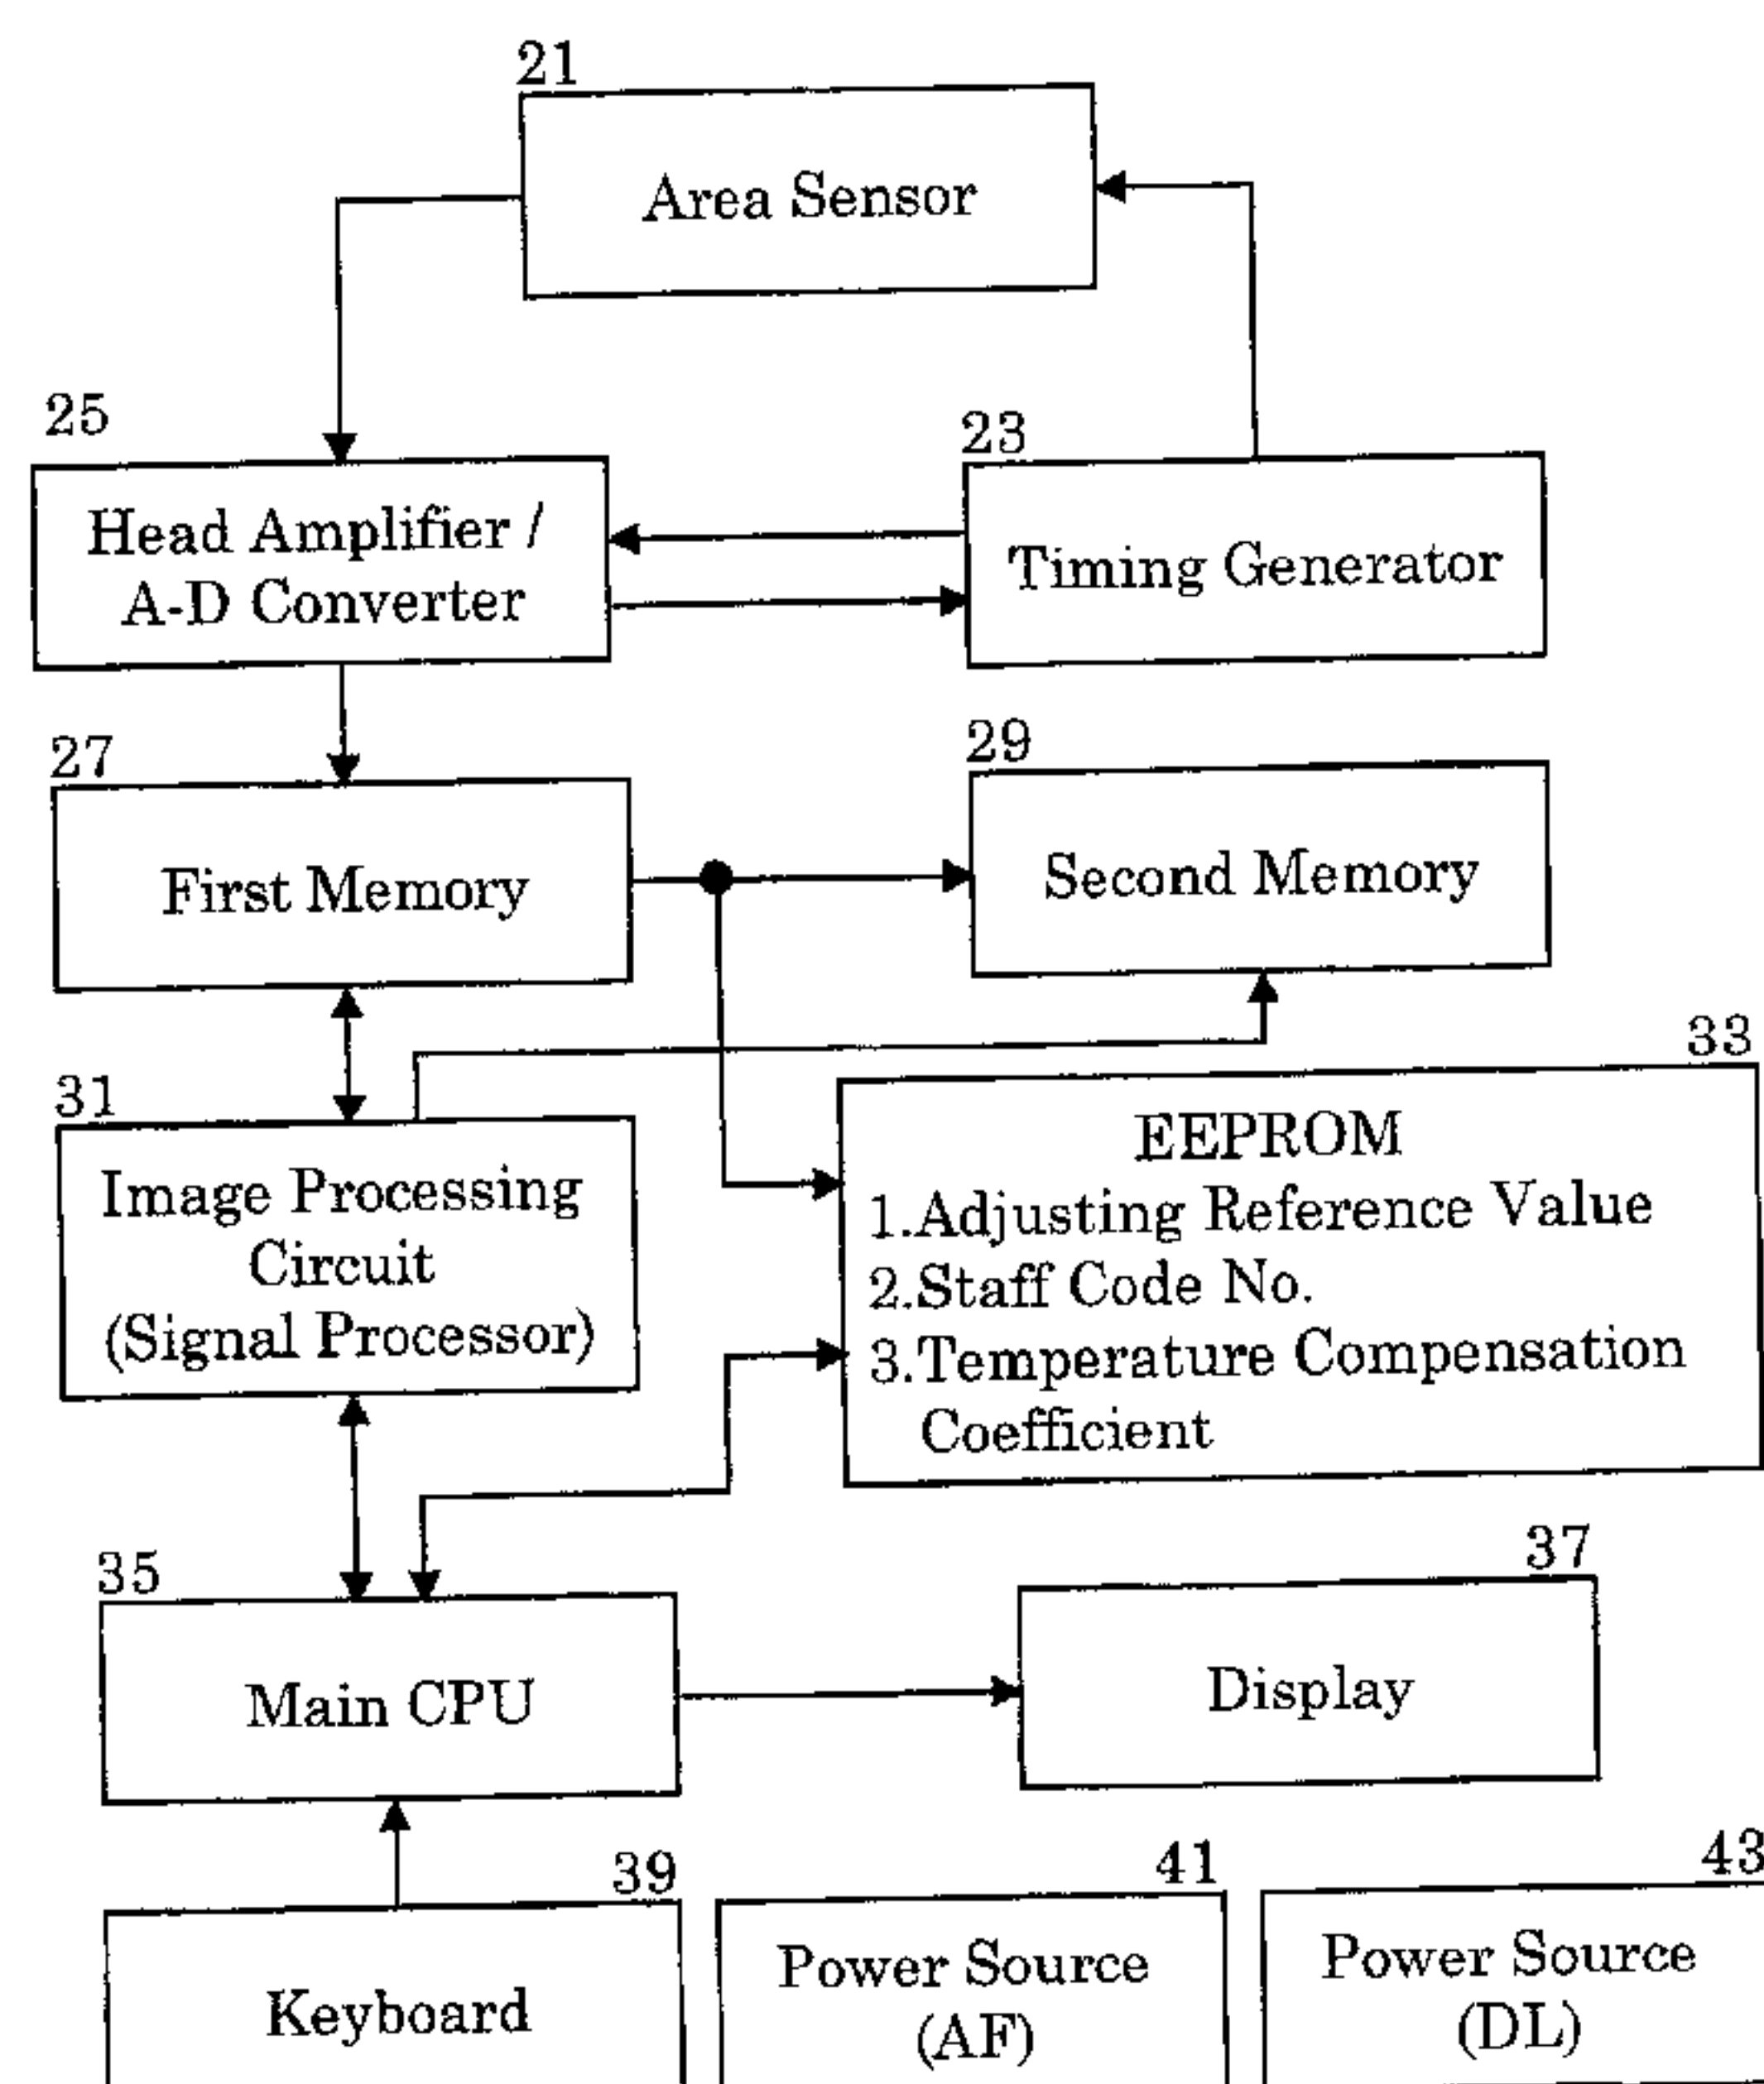 21
Area Sensor
25
23
Head Amplifier /
A-D Converter
Timing Generator
27
29
First Memory
Second Memory
31
33
Image Processing
Circuit
(Signal Processor)
EEPROM
1.Adjusting Reference Value
2.Staff Code No.
3.Temperature Compensation
Coefficient
35
37
Main CPU
Display
39
41
43
Keyboard
Power Source
(AF)
Power Source
(DL)